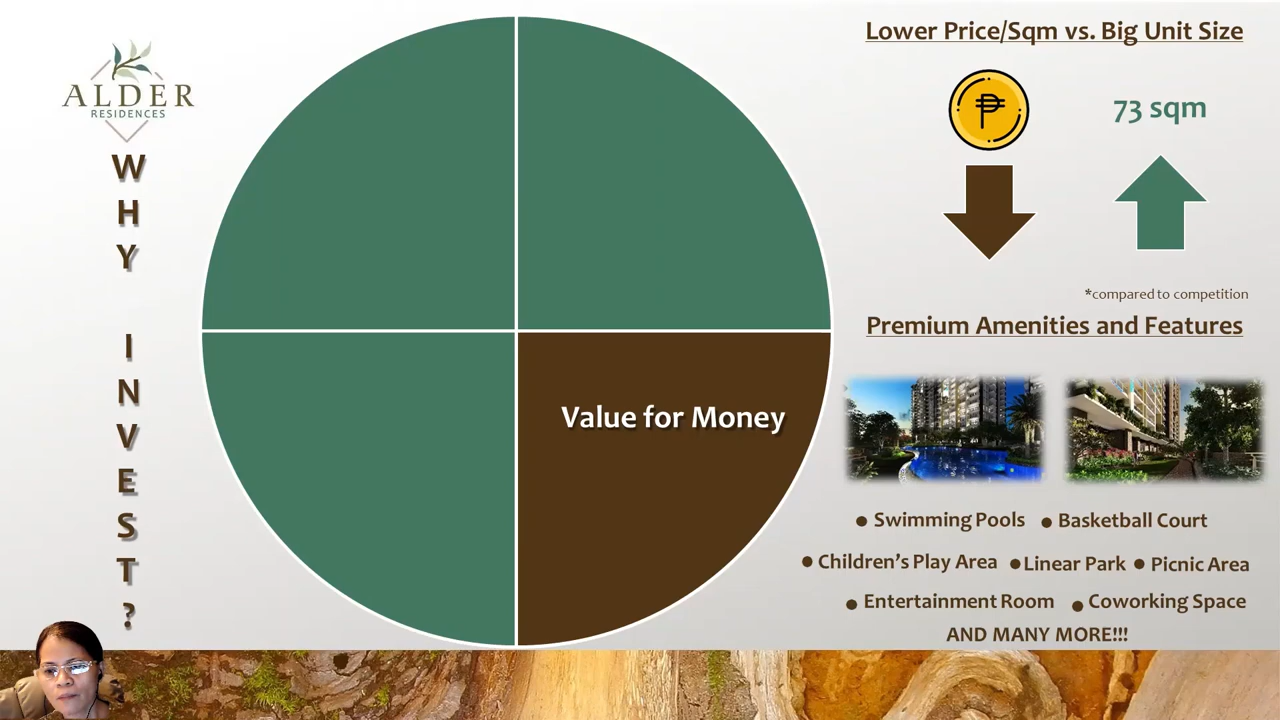 ALDER
RESIDENCES
WHY
INVEST?
Value for Money
Lower Price/Sqm vs. Big Unit Size
₱
73 sqm
*compared to competition
Premium Amenities and Features
• Swimming Pools • Basketball Court
• Children's Play Area • Linear Park • Picnic Area
• Entertainment Room • Coworking Space
AND MANY MORE!!!